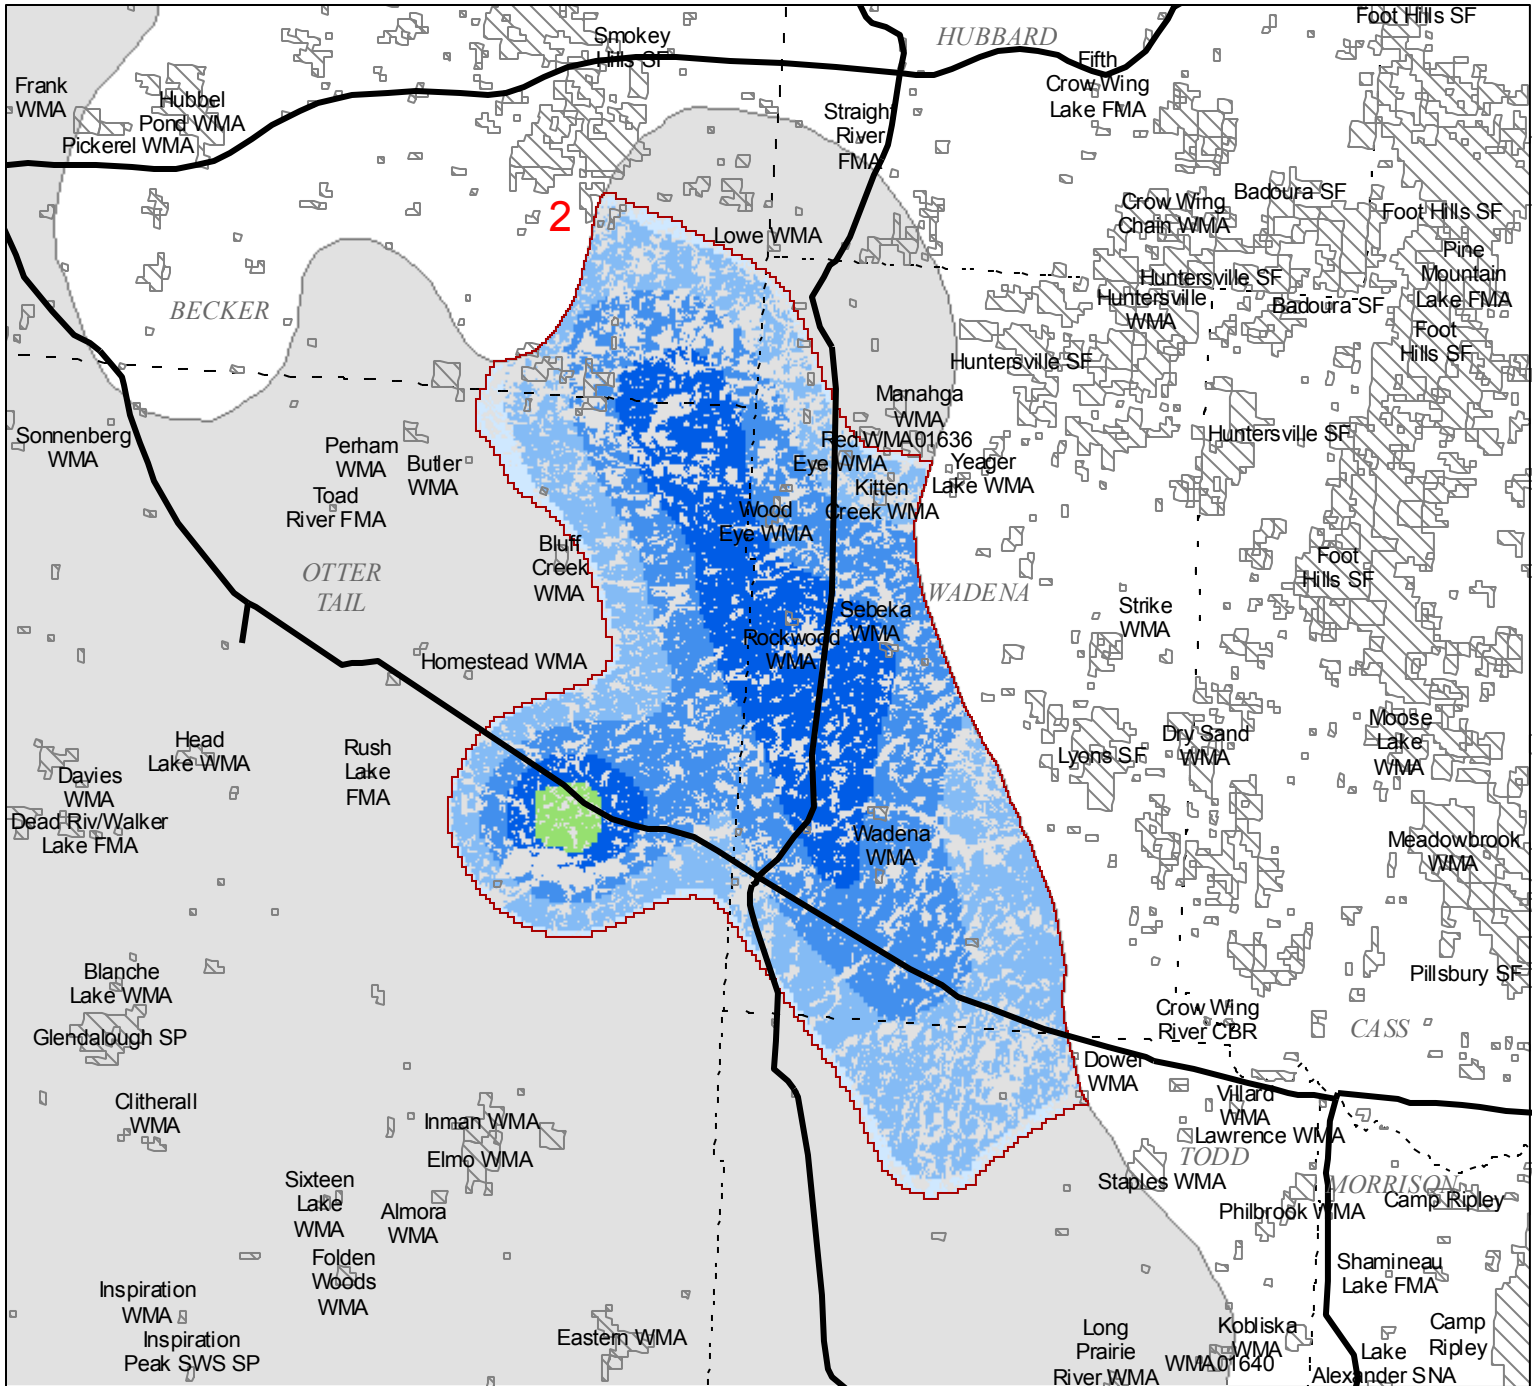 Foot Hills SF
HUBBARD
Smokey
Hills SF
Fifth
Crow Wing
Lake FMA
Frank
WMA
Hubbel
Pond WMA
Pickerel WMA
Straight
River
FMA
Badoura SF
Crow Wing
Chain WMA
Foot Hills SF
2
Lowe WMA
Pine
Mountain
Lake FMA
Huntersville SF
Huntersville
WMA
Badoura SF
BECKER
Foot
Hills SF
Huntersville SF
Manahga
WMA
Sonnenberg
WMA
Perham
WMA
Butler
WMA
Red WMA01636
Eye WMA
Yeager
Lake WMA
Huntersville SF
Toad
River FMA
Kitten
Creek WMA
Wood
Eye WMA
Bluff
Creek
WMA
Foot
Hills SF
OTTER
TAIL
WADENA
Sebeka
WMA
Strike
WMA
Rockwood
WMA
Homestead WMA
Head
Lake WMA
Rush
Lake
FMA
Lyons SF
Dry Sand
WMA
Moose
Lake
WMA
Davies
WMA
Dead Riv/Walker
Lake FMA
Wadena
WMA
Meadowbrook
WMA
Blanche
Lake WMA
Pillsbury SF
Glendalough SP
Crow Wing
River CBR
CASS
Dower
WMA
Clitherall
WMA
Inman WMA
Villard
WMA
Lawrence WMA
Elmo WMA
TODD
Staples WMA
MORRISON
Camp Ripley
Sixteen
Lake
WMA
Almora
WMA
Philbrook WMA
Folden
Woods
WMA
Shamineau
Lake FMA
Inspiration
WMA
Inspiration
Peak SWS SP
Eastern WMA
Long
Prairie
River WMA
Kobliska
WMA
WMA01640
Lake
Alexander SNA
Camp
Ripley